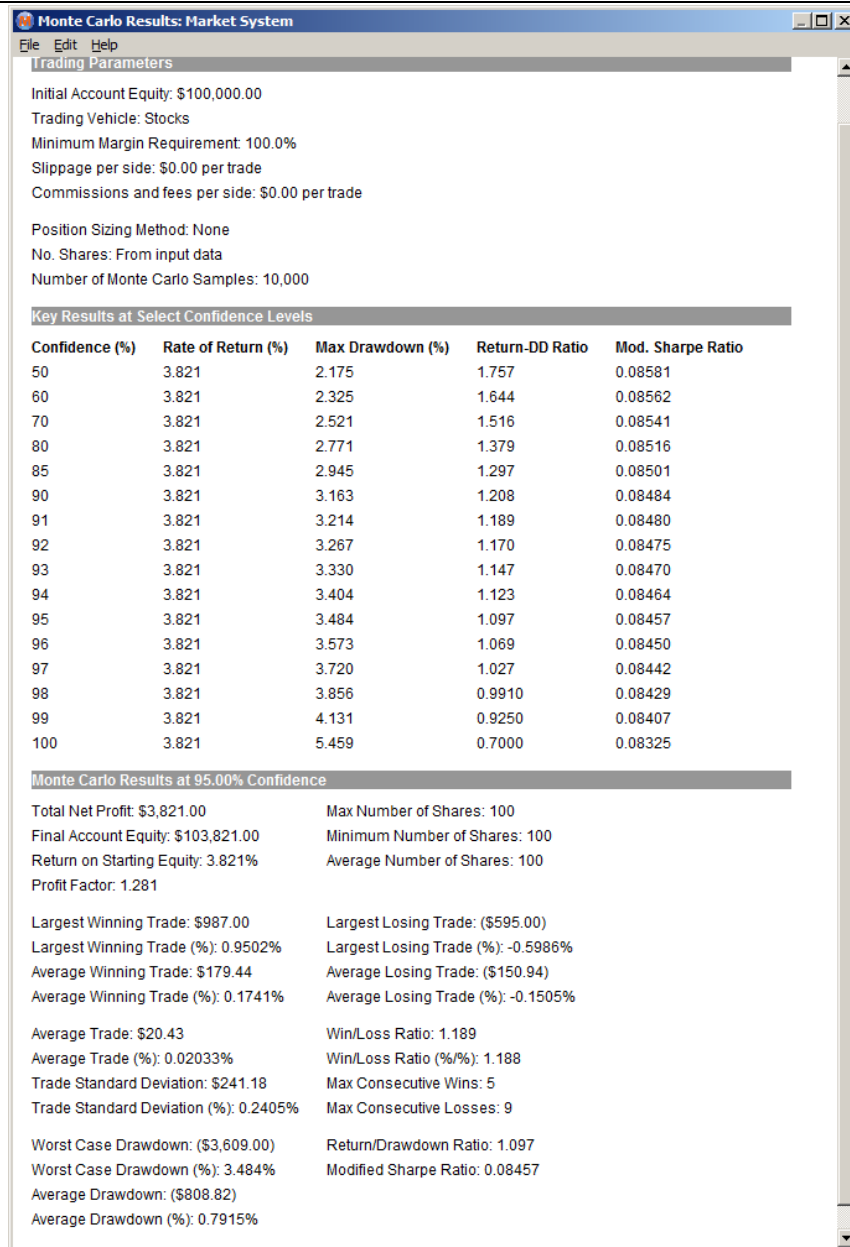 Monte Carlo Results: Market System
File Edit Help
Trading Parameters
Initial Account Equity: $100,000.00
Trading Vehicle: Stocks
Minimum Margin Requirement: 100.0%
Slippage per side: $0.00 per trade
Commissions and fees per side: $0.00 per trade
Position Sizing Method: None
No. Shares: From input data
Number of Monte Carlo Samples: 10,000
Key Results at Select Confidence Levels
Confidence (%) Rate of Return (%) Max Drawdown (%) Return-DD Ratio Mod. Sharpe Ratio
50 3.821 2.175 1.757 0.08581
60 3.821 2.325 1.644 0.08562
70 3.821 2.521 1.516 0.08541
80 3.821 2.771 1.379 0.08516
85 3.821 2.945 1.297 0.08501
90 3.821 3.163 1.208 0.08484
91 3.821 3.214 1.189 0.08480
92 3.821 3.267 1.170 0.08475
93 3.821 3.330 1.147 0.08470
94 3.821 3.404 1.123 0.08464
95 3.821 3.484 1.097 0.08457
96 3.821 3.573 1.069 0.08450
97 3.821 3.720 1.027 0.08442
98 3.821 3.856 0.9910 0.08429
99 3.821 4.131 0.9250 0.08407
100 3.821 5.459 0.7000 0.08325
Monte Carlo Results at 95.00% Confidence
Total Net Profit: $3,821.00 Max Number of Shares: 100
Final Account Equity: $103,821.00 Minimum Number of Shares: 100
Return on Starting Equity: 3.821% Average Number of Shares: 100
Profit Factor: 1.281
Largest Winning Trade: $987.00 Largest Losing Trade: ($595.00)
Largest Winning Trade (%): 0.9502% Largest Losing Trade (%): -0.5986%
Average Winning Trade: $179.44 Average Losing Trade: ($150.94)
Average Winning Trade (%): 0.1741% Average Losing Trade (%): -0.1505%
Average Trade: $20.43 Win/Loss Ratio: 1.189
Average Trade (%): 0.02033% Win/Loss Ratio (%/%): 1.188
Trade Standard Deviation: $241.18 Max Consecutive Wins: 5
Trade Standard Deviation (%): 0.2405% Max Consecutive Losses: 9
Worst Case Drawdown: ($3,609.00) Return/Drawdown Ratio: 1.097
Worst Case Drawdown (%): 3.484% Modified Sharpe Ratio: 0.08457
Average Drawdown: ($808.82)
Average Drawdown (%): 0.7915%